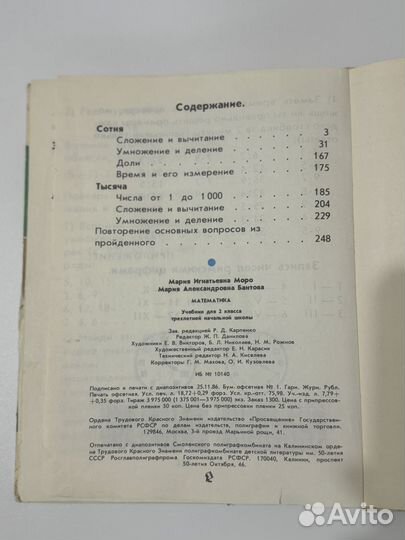 Содержание.
Сотня
Сложение и вычитание . . . . . . 3
Умножение и деление . . . . . . 31
Доли . . . . . . . . . . 167
Время и его измерение . . . . . 175
Тысяча
Числа от 1 до 1 000 . . . . . . 185
Сложение и вычитание . . . . . . 204
Умножение и деление . . . . . . 229
Повторение основных вопросов из
пройденного . . . . . . . . . 248
Мария Игнатьевна Моро
Мария Александровна Бантова
МАТЕМАТИКА
Учебник для 2 класса
трехлетней начальной школы
Зав. редакцией Р. Д. Карпенко
Редактор Ж. П. Данилова
Художники Е. В. Викторов, Б. Л. Николаев, Н. М. Рожнов
Художественный редактор Е. Н. Карасик
Технический редактор Н. А. Киселева
Корректоры Г. М. Махова, О. И. Кузовлева
ИБ № 10140
Подписано к печати с диапозитивов 25.11.86. Бум. офсетная № 1. Гарн. Журн. Рубл.
Печать офсетная. Усл. печ. л. 18,72+0,29 форз. Усл. кр.-отт. 75,98. Уч.-изд. л. 7,79+
+0,35 форз. Тираж 3 975 000 (1 375 001—3 975 000) экз. Заказ 1300. Цена с припрессов-
ной пленки 30 коп. Цена без припрессовки пленки 25 коп.
Ордена Трудового Красного Знамени издательство «Просвещение» Государствен-
ного комитета РСФСР по делам издательств, полиграфии и книжной торговли.
129846, Москва, 3-й проезд Марьиной рощи, 41.
Отпечатано с диапозитивов Смоленского полиграфкомбината на Калининском орде-
на Трудового Красного Знамени полиграфкомбинате детской литературы им. 50-летия
СССР Росглавполиграфпрома Госкомиздата РСФСР. 170040, Калинин, проспект
50-летия Октября, 46.
Avito